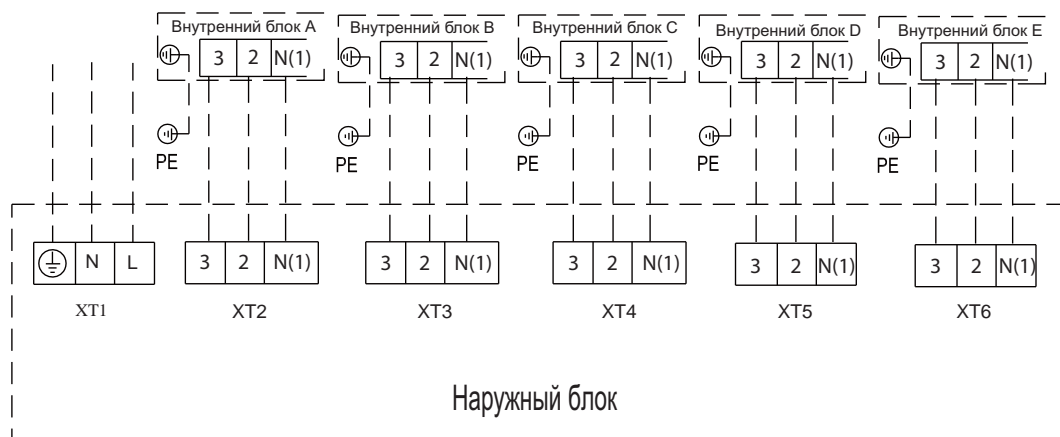 Внутренний блок A
Внутренний блок B
Внутренний блок C
Внутренний блок D
Внутренний блок E
3 2 N(1)
3 2 N(1)
3 2 N(1)
3 2 N(1)
3 2 N(1)
PE
PE
PE
PE
PE
N L
3 2 N(1)
3 2 N(1)
3 2 N(1)
3 2 N(1)
3 2 N(1)
XT1
XT2
XT3
XT4
XT5
XT6
Наружный блок